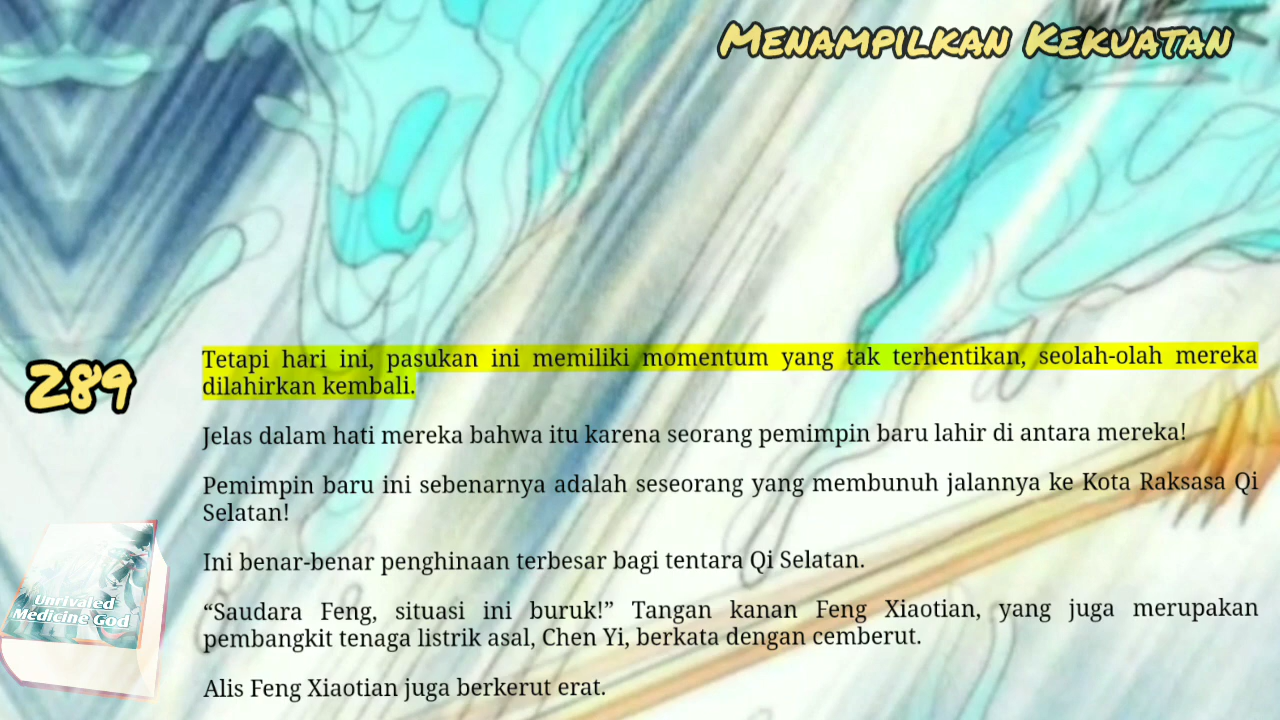 Menampilkan Kekuatan
289
Tetapi hari ini, pasukan ini memiliki momentum yang tak terhentikan, seolah-olah mereka
dilahirkan kembali.
Jelas dalam hati mereka bahwa itu karena seorang pemimpin baru lahir di antara mereka!
Pemimpin baru ini sebenarnya adalah seseorang yang membunuh jalannya ke Kota Raksasa Qi
Selatan!
Ini benar-benar penghinaan terbesar bagi tentara Qi Selatan.
“Saudara Feng, situasi ini buruk!” Tangan kanan Feng Xiaotian, yang juga merupakan
pembangkit tenaga listrik asal, Chen Yi, berkata dengan cemberut.
Alis Feng Xiaotian juga berkerut erat.
Unrivaled
Medicine God